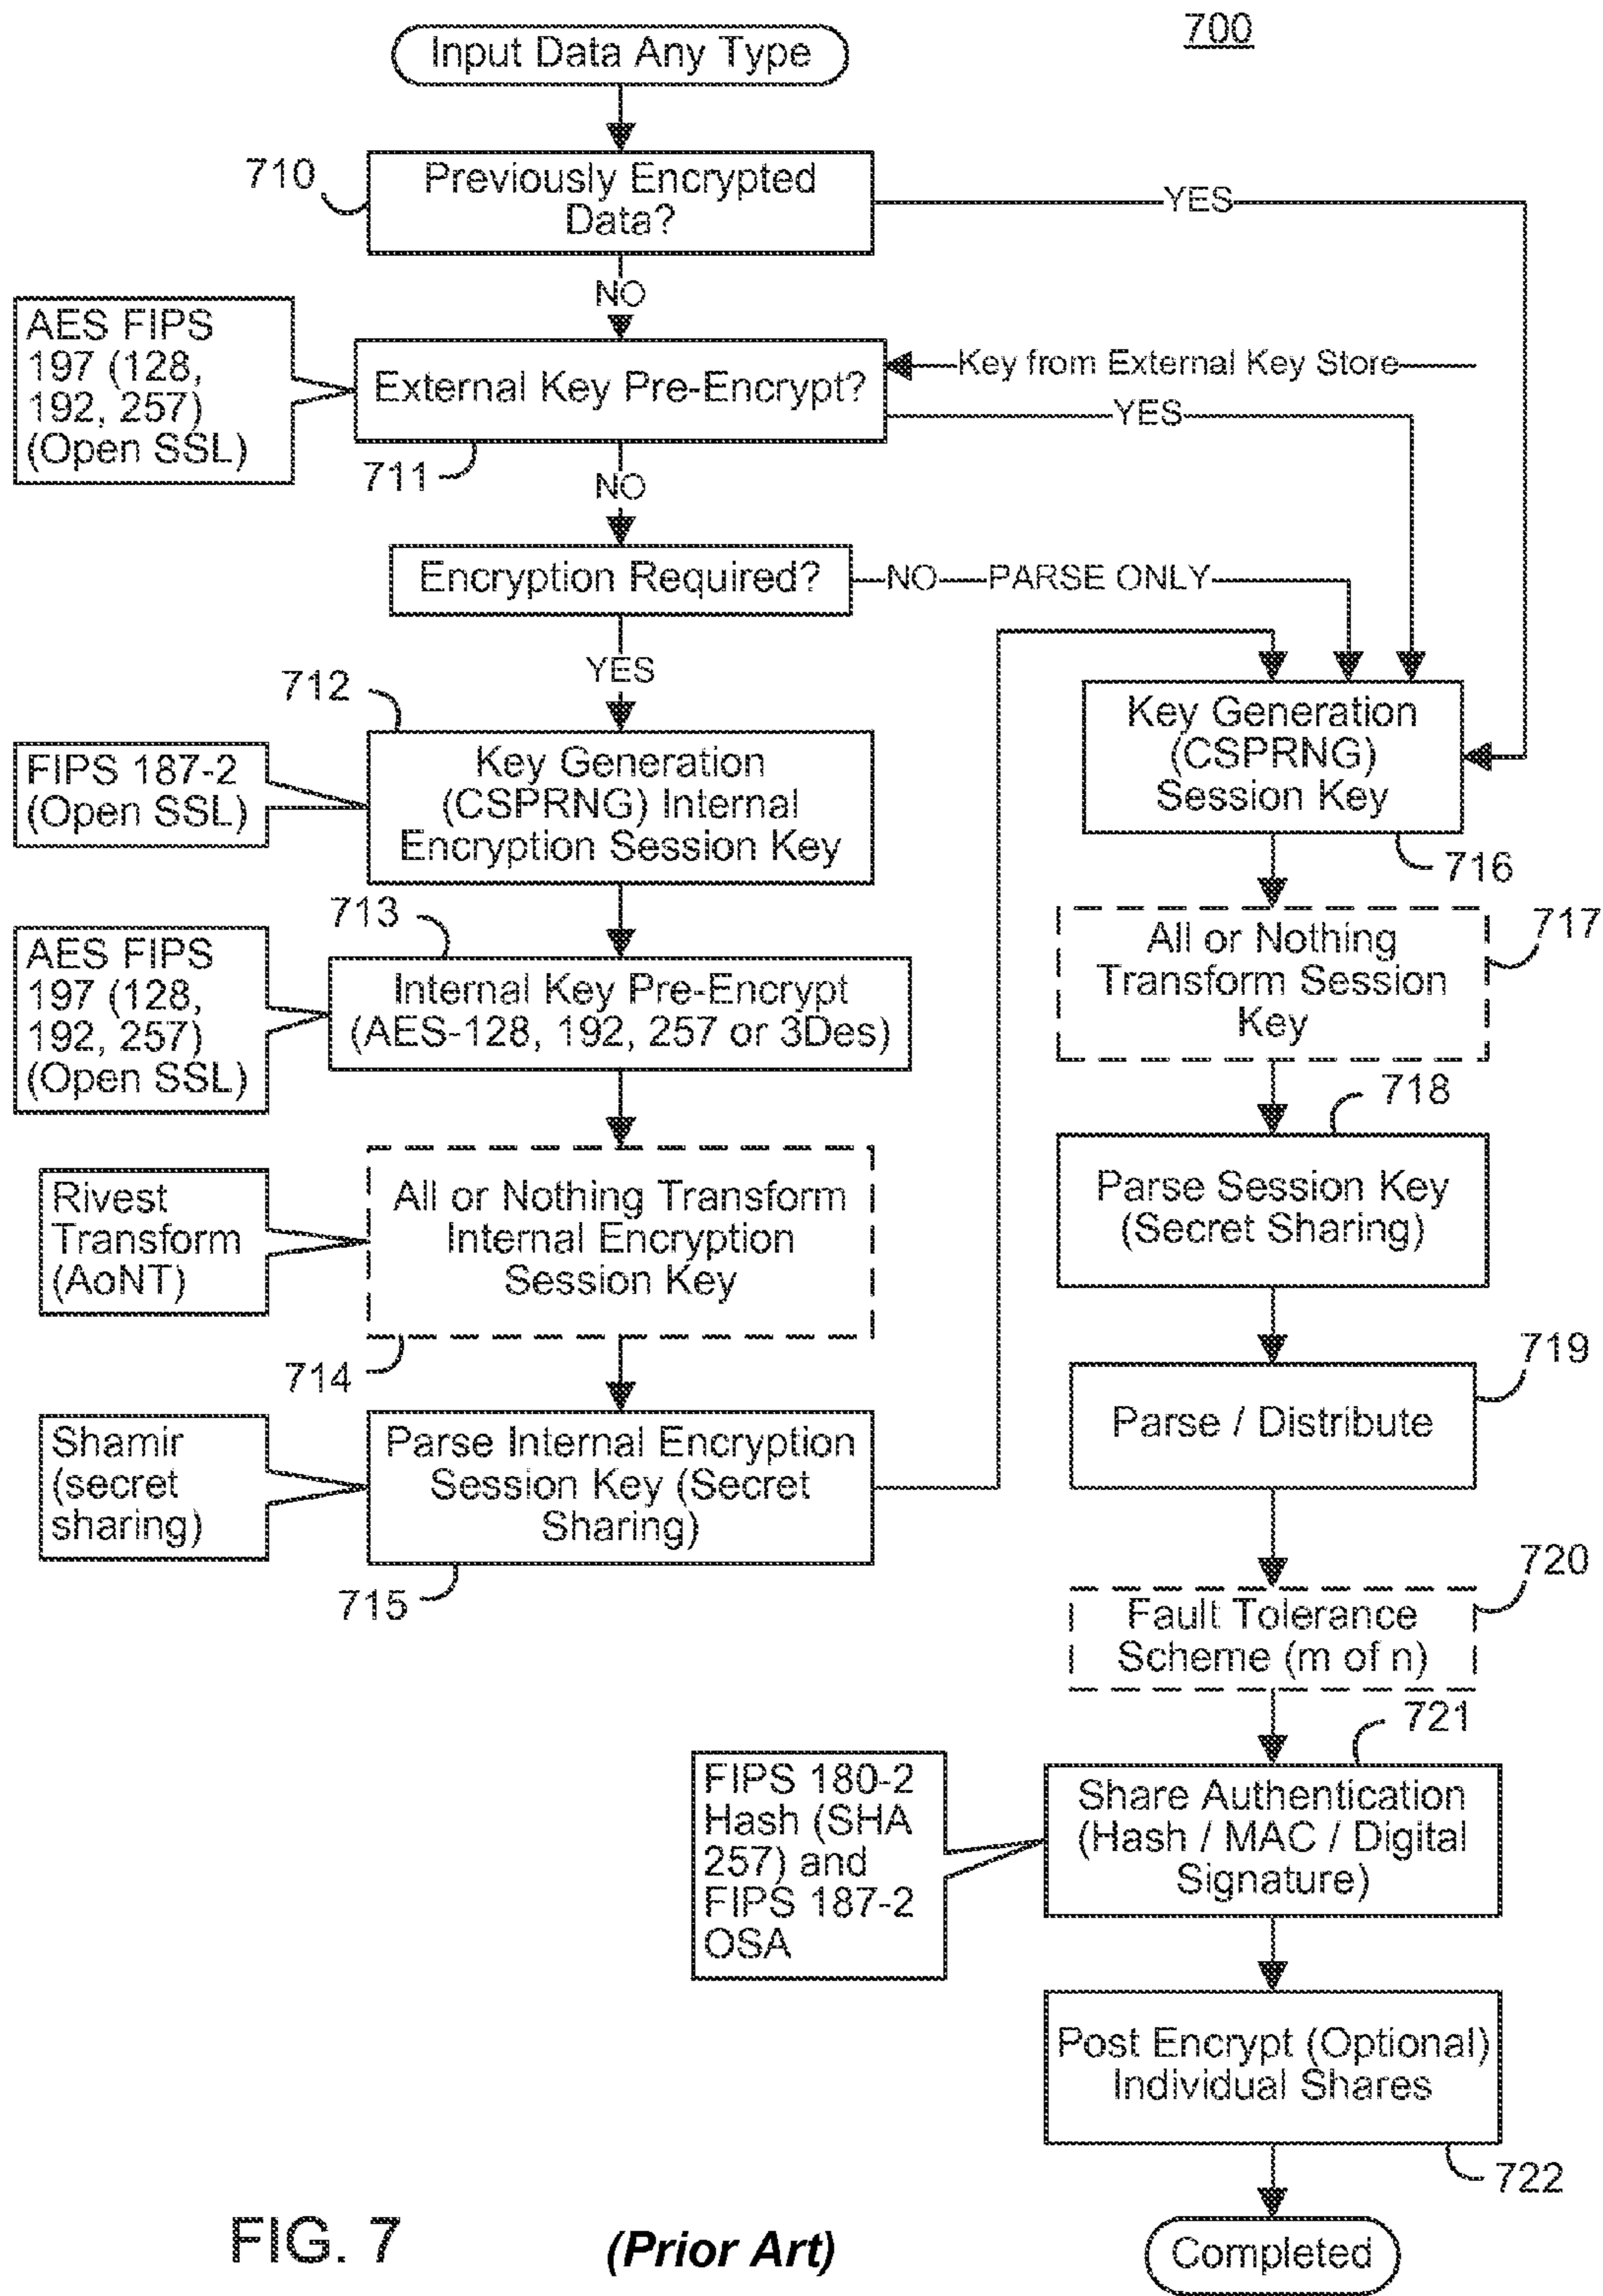 700
Input Data Any Type
710
Previously Encrypted
Data?
YES
NO
AES FIPS
197 (128,
192, 257)
(Open SSL)
External Key Pre-Encrypt?
Key from External Key Store
YES
711
NO
Encryption Required?
NO
PARSE ONLY
YES
712
Key Generation
(CSPRNG) Internal
Encryption Session Key
FIPS 187-2
(Open SSL)
713
Internal Key Pre-Encrypt
(AES-128, 192, 257 or 3Des)
AES FIPS
197 (128,
192, 257)
(Open SSL)
All or Nothing Transform
Internal Encryption
Session Key
Rivest
Transform
(AoNT)
714
Parse Internal Encryption
Session Key (Secret
Sharing)
Shamir
(secret
sharing)
715
Key Generation
(CSPRNG)
Session Key
716
All or Nothing
Transform Session
Key
717
718
Parse Session Key
(Secret Sharing)
719
Parse / Distribute
720
Fault Tolerance
Scheme (m of n)
721
Share Authentication
(Hash / MAC / Digital
Signature)
FIPS 180-2
Hash (SHA
257) and
FIPS 187-2
OSA
Post Encrypt (Optional)
Individual Shares
722
Completed
FIG. 7
(Prior Art)